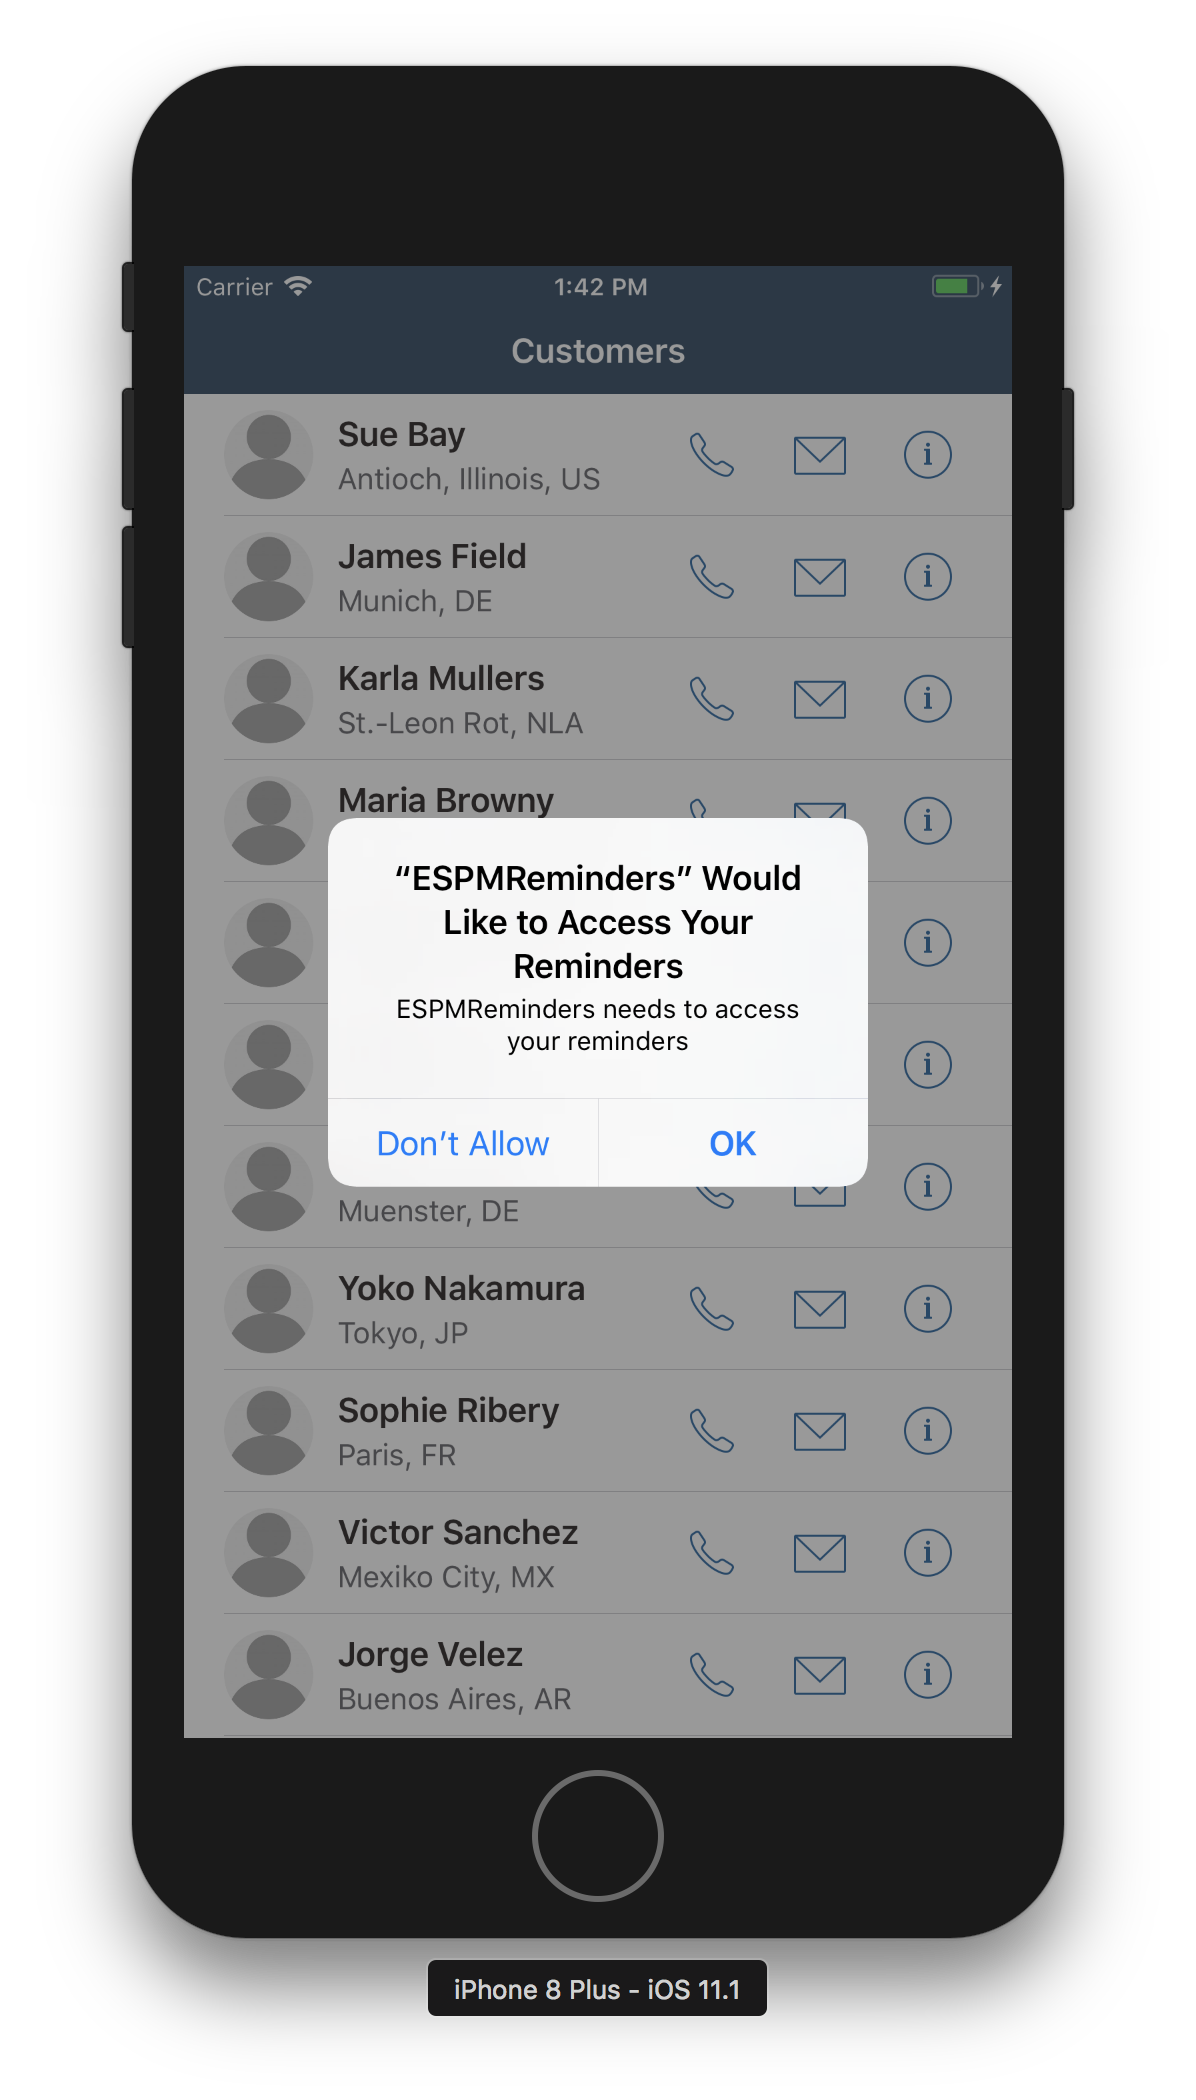 Carrier 1:42 PM
Customers
Sue Bay
Antioch, Illinois, US
James Field
Munich, DE
Karla Mullers
St.-Leon Rot, NLA
Maria Browny
“ESPMReminders” Would
Like to Access Your
Reminders
ESPMReminders needs to access
your reminders
Don’t Allow OK
Muenster, DE
Yoko Nakamura
Tokyo, JP
Sophie Ribery
Paris, FR
Victor Sanchez
Mexiko City, MX
Jorge Velez
Buenos Aires, AR
iPhone 8 Plus - iOS 11.1